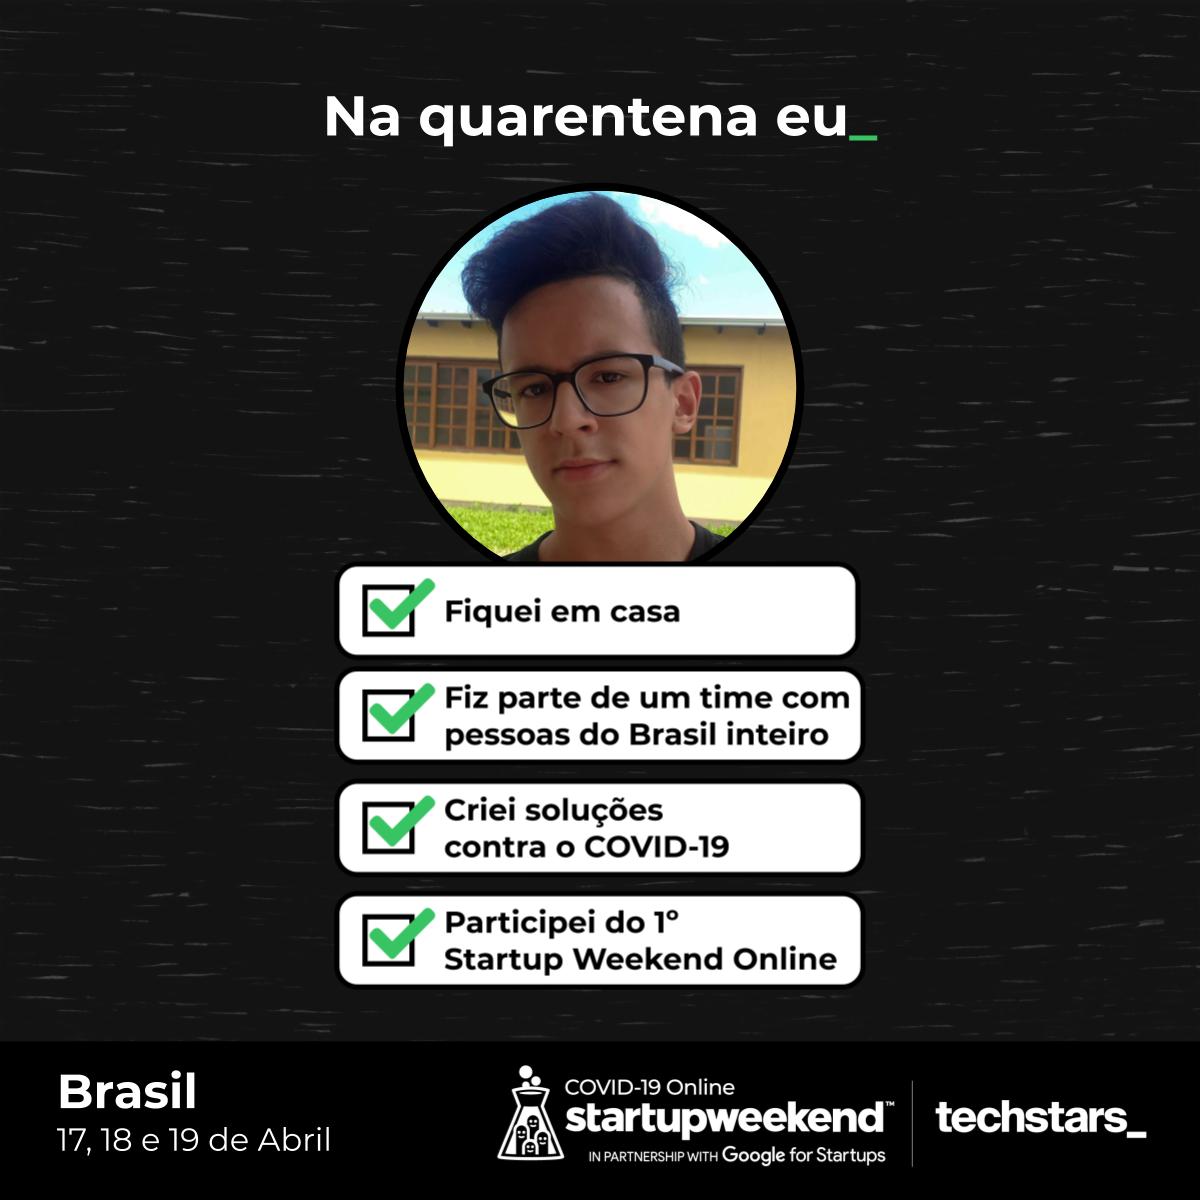 Na quarentena eu_
Fiquei em casa
Fiz parte de um time com
pessoas do Brasil inteiro
Criei soluções
contra o COVID-19
Participei do 1º
Startup Weekend Online
Brasil
17, 18 e 19 de Abril
COVID-19 Online
startupweekend™
IN PARTNERSHIP WITH Google for Startups
techstars_